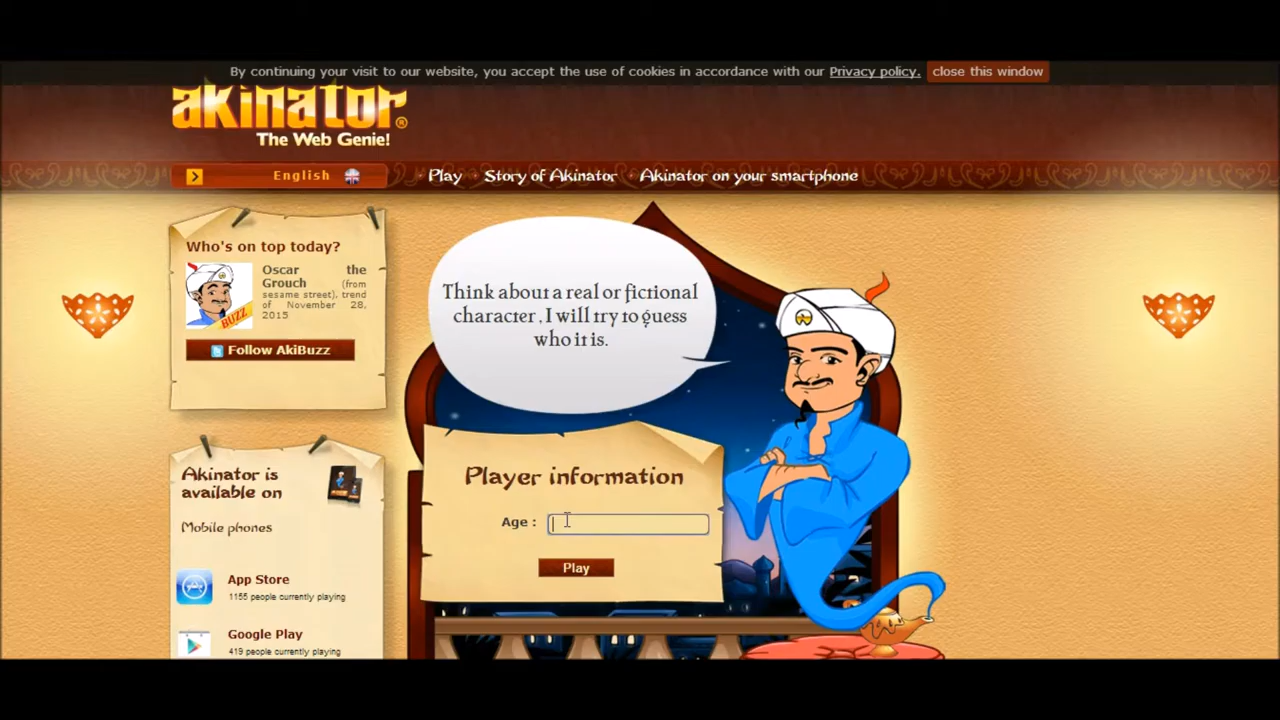 By continuing your visit to our website, you accept the use of cookies in accordance with our Privacy policy. close this window
akinator®
The Web Genie!
English
Play
Story of Akinator
Akinator on your smartphone
Who's on top today?
Oscar the
Grouch (from
sesame street), trend
of November 28,
2015
BUZZ
Follow AkiBuzz
Think about a real or fictional
character, I will try to guess
who it is.
Player information
Age :
Play
Akinator is
available on
Mobile phones
App Store
1155 people currently playing
Google Play
419 people currently playing